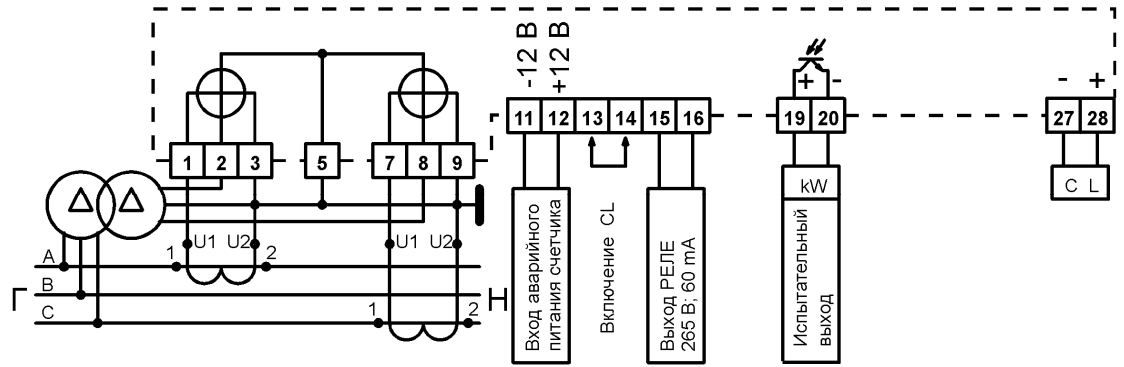 -12 В
+12 В
+ -
- +
1 2 3 5 7 8 9
11 12 13 14 15 16
19 20
27 28
kW
C L
U1 U2
U1 U2
A 1 2
B
C 1 2
Г
Н
Вход аварийного
питания счетчика
Включение CL
Выход РЕЛЕ
265 В; 60 mA
Испытательный
выход